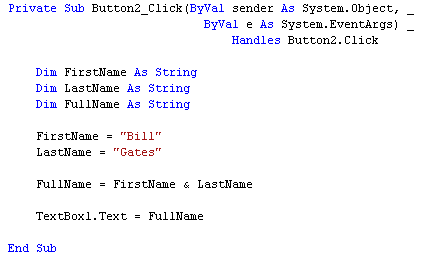 Private Sub Button2_Click(ByVal sender As System.Object, _
ByVal e As System.EventArgs) _
Handles Button2.Click
Dim FirstName As String
Dim LastName As String
Dim FullName As String
FirstName = "Bill"
LastName = "Gates"
FullName = FirstName & LastName
TextBox1.Text = FullName
End Sub